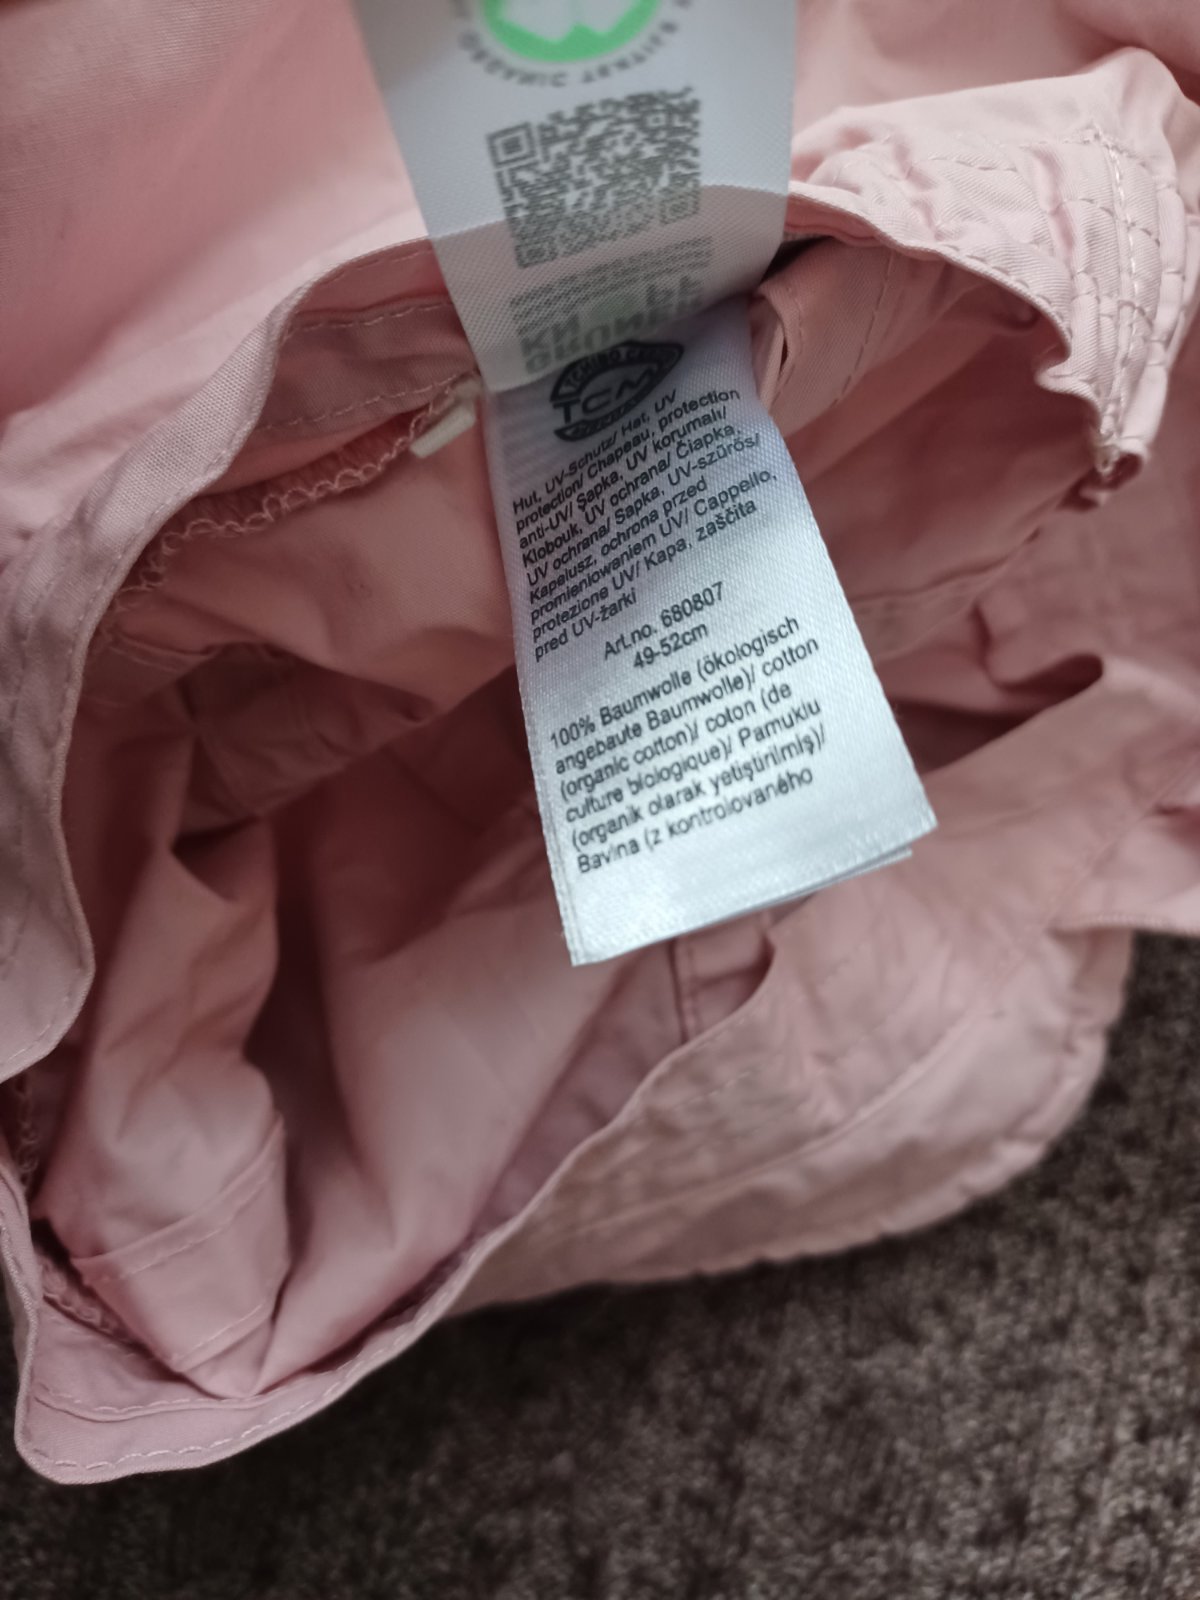 ORGANIC
TCM
Hut, UV-Schutz/ Hat, UV
protection/ Chapeau, protection
anti-UV/ Şapka, UV korumalı/
Klobouk, UV ochrana/ Čiapka,
UV ochrana/ Sapka, UV-szűrős/
Kapelusz, ochrona przed
promieniowaniem UV/ Cappello,
protezione UV/ Kapa, zaščita
pred UV-žarki
Art.no. 680807
49-52cm
100% Baumwolle (ökologisch
angebaute Baumwolle)/ cotton
(organic cotton)/ coton (de
culture biologique)/ Pamuklu
(organik olarak yetiştirilmiş)/
Bavlna (z kontrolovaného